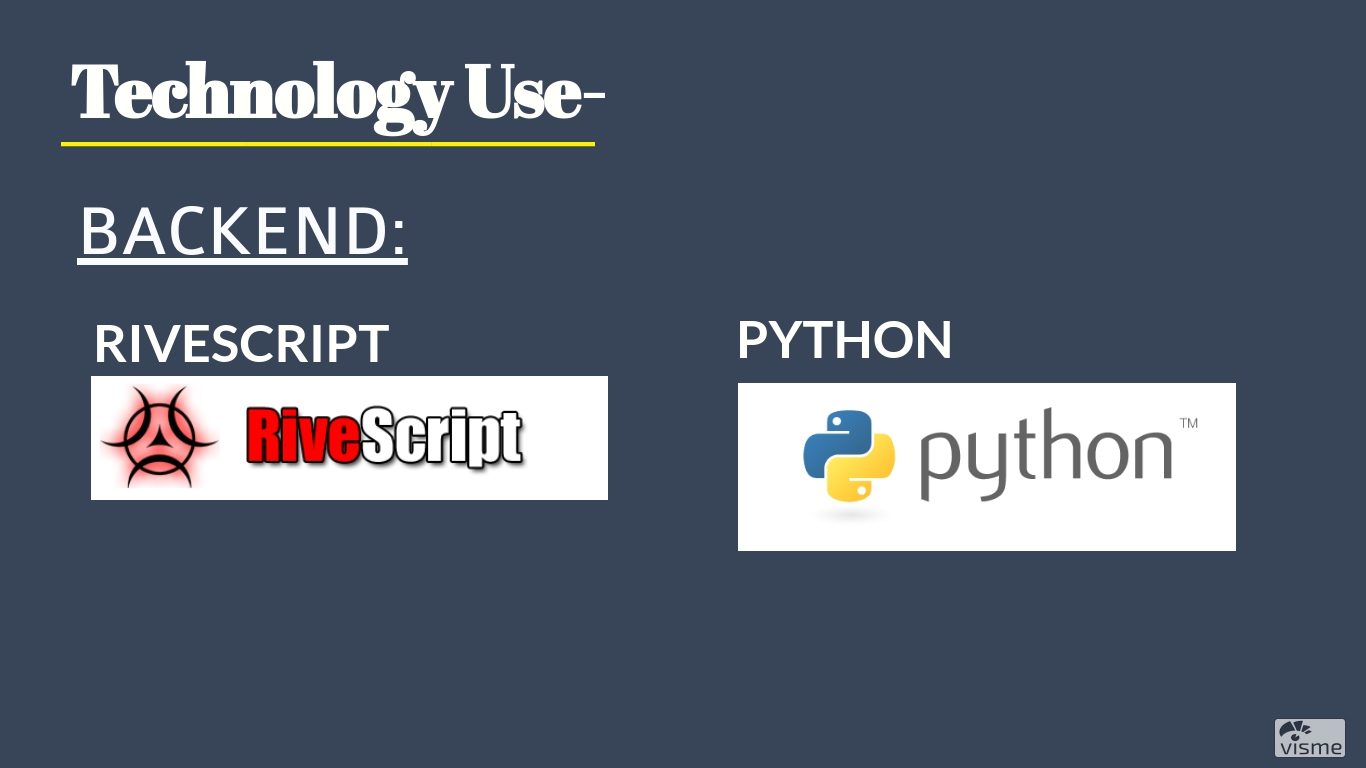 Technology Use-
BACKEND:
RIVESCRIPT
PYTHON
RiveScript
python™
visme